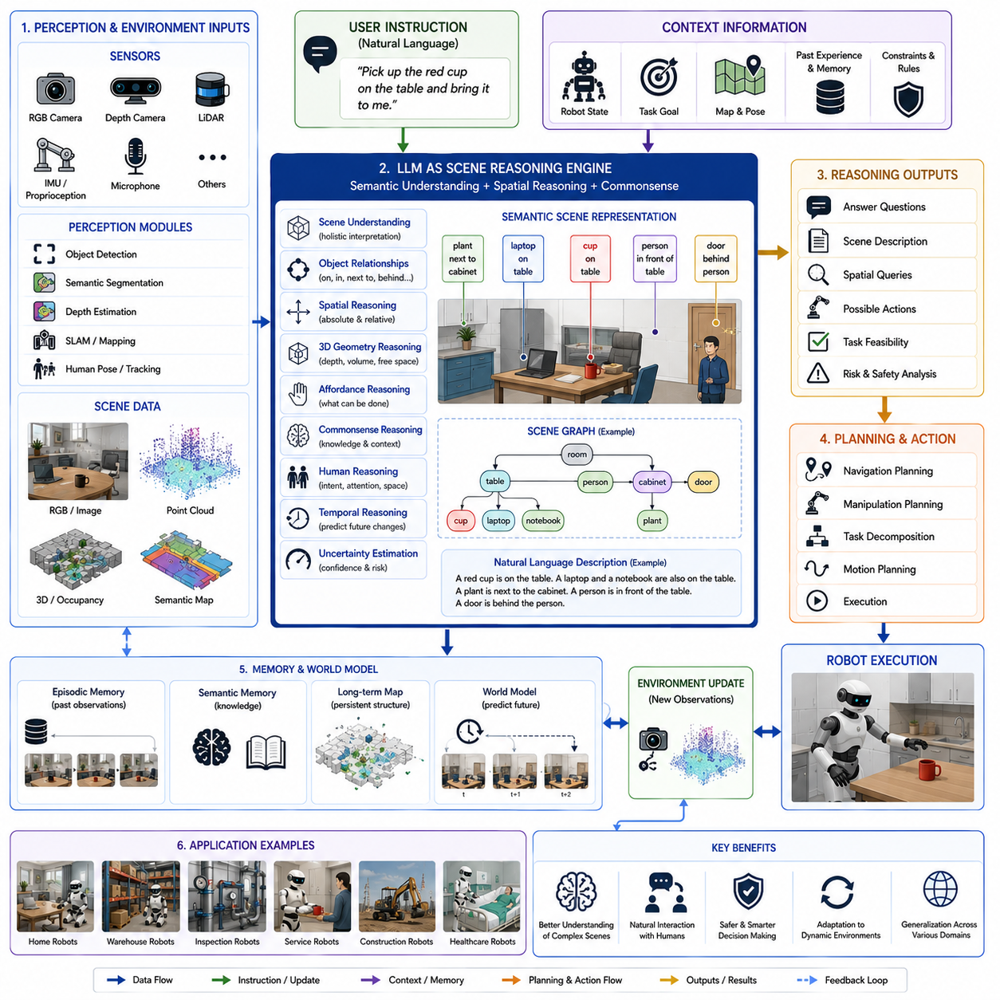 1. PERCEPTION & ENVIRONMENT INPUTS
SENSORS
RGB Camera
Depth Camera
LiDAR
IMU /
Proprioception
Microphone
Others
PERCEPTION MODULES
Object Detection
Semantic Segmentation
Depth Estimation
SLAM / Mapping
Human Pose / Tracking
SCENE DATA
RGB / Image
Point Cloud
3D / Occupancy
Semantic Map
USER INSTRUCTION
(Natural Language)
"Pick up the red cup
on the table and bring it
to me."
CONTEXT INFORMATION
Robot State
Task Goal
Map & Pose
Past Experience
& Memory
Constraints &
Rules
2. LLM AS SCENE REASONING ENGINE
Semantic Understanding + Spatial Reasoning + Commonsense
Scene Understanding
(holistic interpretation)
Object Relationships
(on, in, next to, behind...)
Spatial Reasoning
(absolute & relative)
3D Geometry Reasoning
(depth, volume, free space)
Affordance Reasoning
(what can be done)
Commonsense Reasoning
(knowledge & context)
Human Reasoning
(intent, attention, space)
Temporal Reasoning
(predict future changes)
Uncertainty Estimation
(confidence & risk)
SEMANTIC SCENE REPRESENTATION
plant
next to
cabinet
laptop
on
table
cup
on
table
person
in front of
table
door
behind
person
SCENE GRAPH (Example)
room
table
person
cabinet
door
cup
laptop
notebook
plant
Natural Language Description (Example)
A red cup is on the table. A laptop and a notebook are also on the table.
A plant is next to the cabinet. A person is in front of the table.
A door is behind the person.
3. REASONING OUTPUTS
Answer Questions
Scene Description
Spatial Queries
Possible Actions
Task Feasibility
Risk & Safety Analysis
4. PLANNING & ACTION
Navigation Planning
Manipulation Planning
Task Decomposition
Motion Planning
Execution
5. MEMORY & WORLD MODEL
Episodic Memory
(past observations)
Semantic Memory
(knowledge)
Long-term Map
(persistent structure)
World Model
(predict future)
t
t+1
t+2
ENVIRONMENT UPDATE
(New Observations)
ROBOT EXECUTION
6. APPLICATION EXAMPLES
Home Robots
Warehouse Robots
Inspection Robots
Service Robots
Construction Robots
Healthcare Robots
KEY BENEFITS
Better Understanding
of Complex Scenes
Natural Interaction
with Humans
Safer & Smarter
Decision Making
Adaptation to
Dynamic Environments
Generalization Across
Various Domains
Data Flow
Instruction / Update
Context / Memory
Planning & Action Flow
Outputs / Results
Feedback Loop